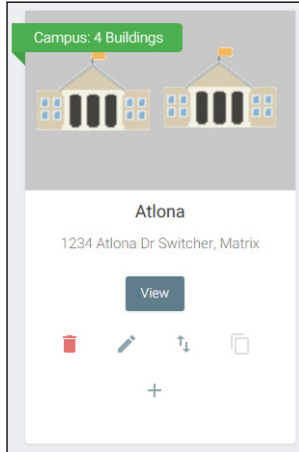 Campus: 4 Buildings
Atlona
1234 Atlona Dr Switcher, Matrix
View